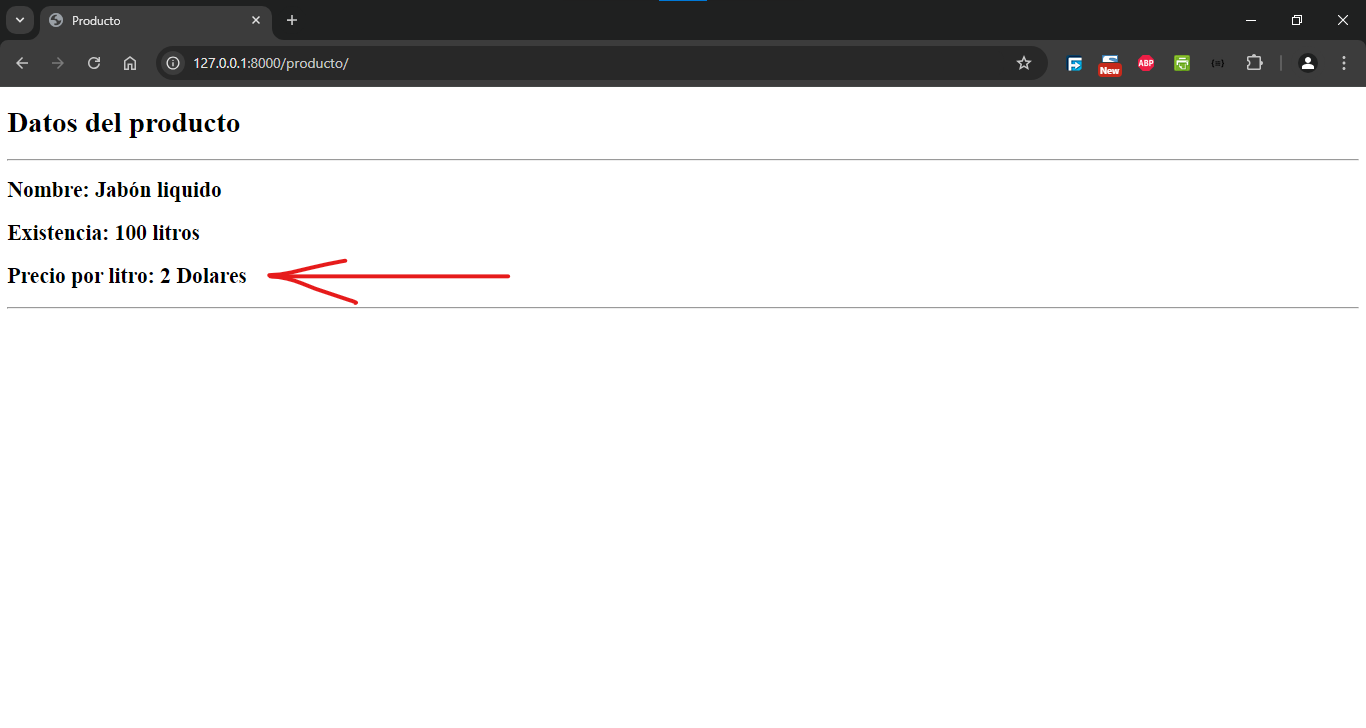 Producto
127.0.0.1:8000/producto/
New
ABP
Datos del producto
Nombre: Jabón liquido
Existencia: 100 litros
Precio por litro: 2 Dolares